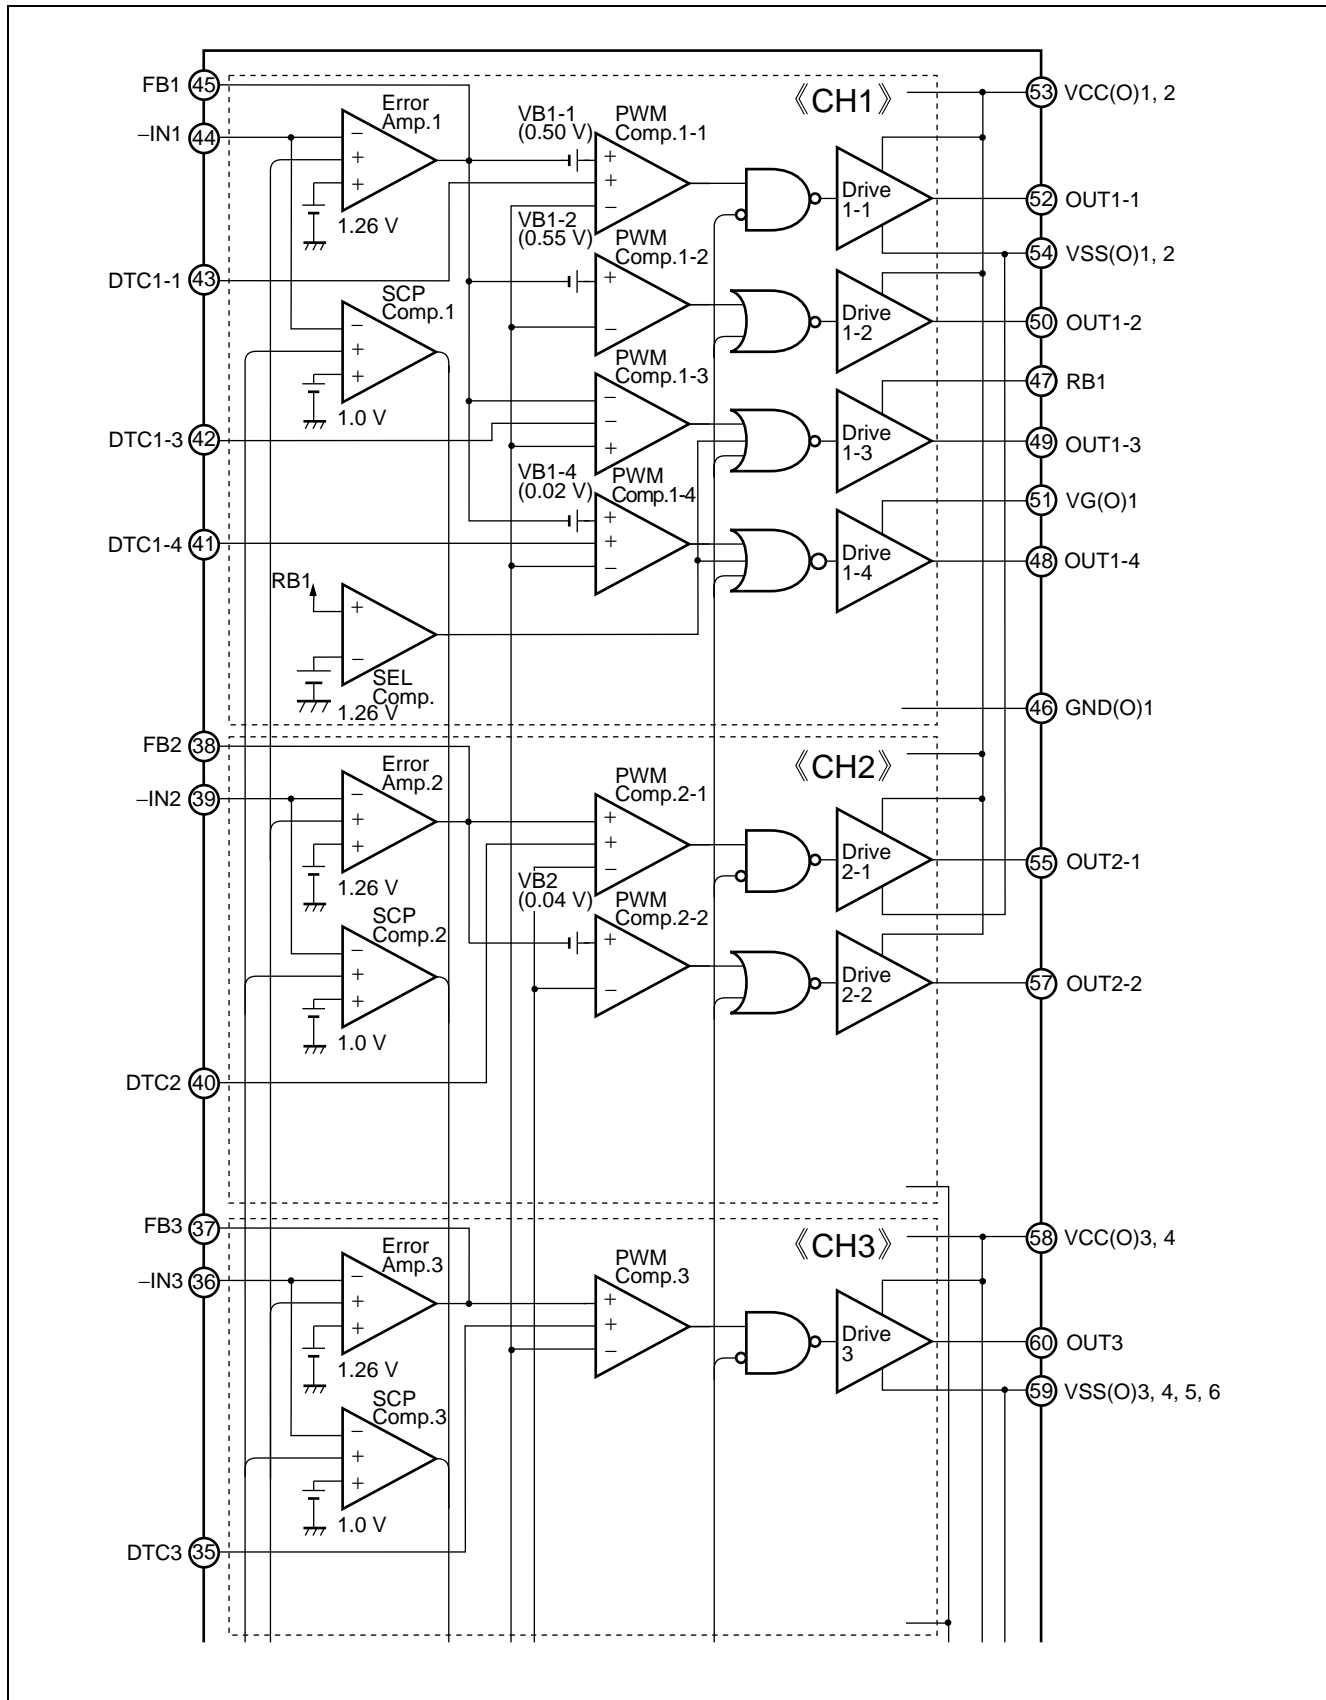 FB1 45
《CH1》
53 VCC(O)1, 2
Error
Amp.1
−IN1 44
VB1-1
(0.50 V)
PWM
Comp.1-1
−
+
+
1.26 V
+
+
−
Drive
1-1
52 OUT1-1
VB1-2
(0.55 V)
PWM
Comp.1-2
54 VSS(O)1, 2
DTC1-1 43
SCP
Comp.1
+
−
Drive
1-2
50 OUT1-2
−
+
+
1.0 V
PWM
Comp.1-3
47 RB1
−
−
+
Drive
1-3
DTC1-3 42
49 OUT1-3
VB1-4
(0.02 V)
PWM
Comp.1-4
51 VG(O)1
+
+
−
Drive
1-4
DTC1-4 41
48 OUT1-4
RB1
+
−
SEL
Comp.
1.26 V
46 GND(O)1
FB2 38
《CH2》
Error
Amp.2
−IN2 39
PWM
Comp.2-1
−
+
+
1.26 V
+
+
−
Drive
2-1
55 OUT2-1
VB2
(0.04 V)
PWM
Comp.2-2
SCP
Comp.2
+
−
Drive
2-2
57 OUT2-2
−
+
+
1.0 V
DTC2 40
FB3 37
《CH3》
58 VCC(O)3, 4
Error
Amp.3
−IN3 36
PWM
Comp.3
−
+
+
1.26 V
+
+
−
Drive
3
60 OUT3
59 VSS(O)3, 4, 5, 6
SCP
Comp.3
−
+
+
1.0 V
DTC3 35